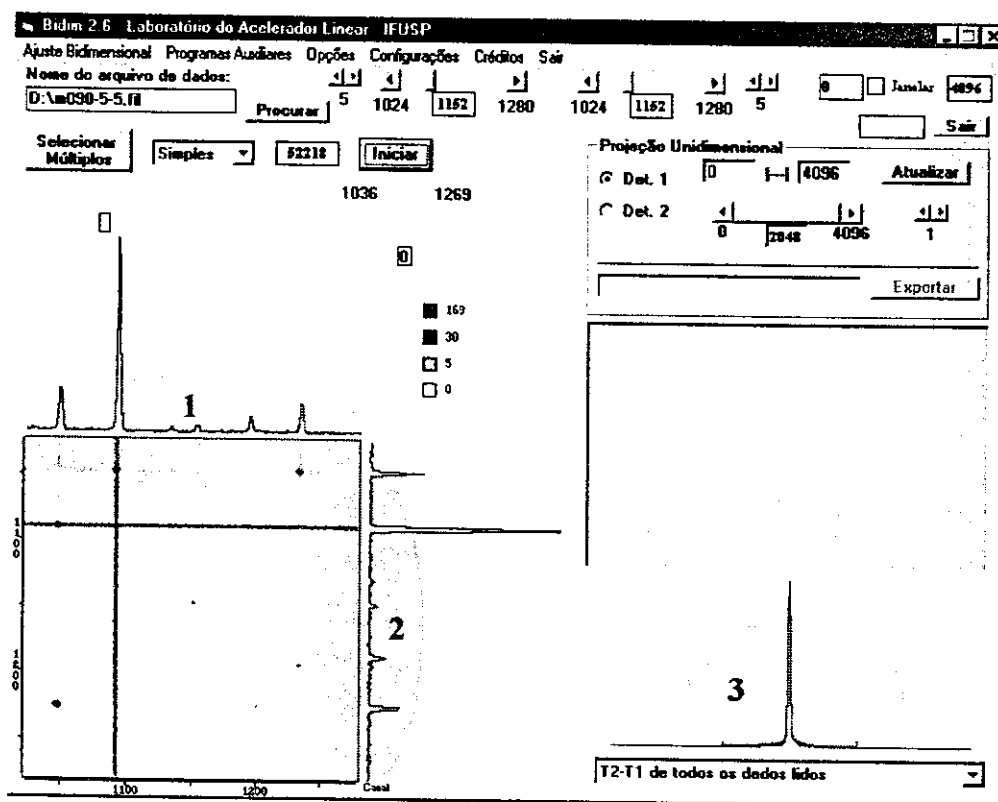 Bidim 2.6 Laboratório do Acelerador Linear IFUSP
Ajuste Bidimensional Programas Auxiliares Opções Configurações Créditos Sair
Nome do arquivo de dados:
D:\m090-5-5.fil
Procurar
5 1024 1152 1280 1024 1152 1280 5
0 Janelar 4096
Sair
Selecionar
Múltiplos
Simples 52218 Iniciar
1036 1269
Projeção Unidimensional
Det. 1 0 4096 Atualizar
Det. 2
0 2048 4096 1
Exportar
0
169
30
5
0
1
1100
1200
2
3
1100 1200 Canal
T2-T1 de todos os dados lidos